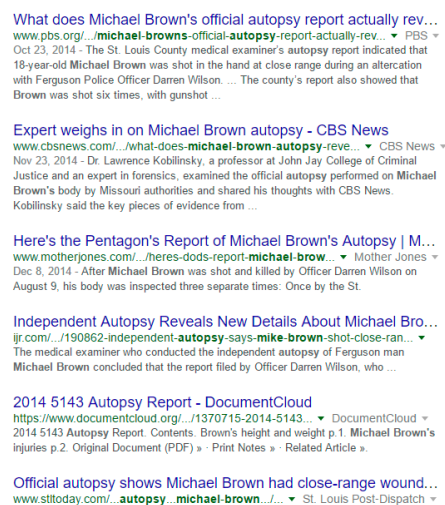 What does Michael Brown's official autopsy report actually rev...
www.pbs.org/.../michael-browns-official-autopsy-report-actually-rev... ▼ PBS ▼
Oct 23, 2014 - The St. Louis County medical examiner's autopsy report indicated that
18-year-old Michael Brown was shot in the hand at close range during an altercation
with Ferguson Police Officer Darren Wilson. ... The county's report also showed that
Brown was shot six times, with gunshot ...
Expert weighs in on Michael Brown autopsy - CBS News
www.cbsnews.com/.../what-does-michael-brown-autopsy-reve... ▼ CBS News ▼
Nov 23, 2014 - Dr. Lawrence Kobilinsky, a professor at John Jay College of Criminal
Justice and an expert in forensics, examined the official autopsy performed on Michael
Brown's body by Missouri authorities and shared his thoughts with CBS News.
Kobilinsky said the key pieces of evidence from ...
Here's the Pentagon's Report of Michael Brown's Autopsy | M...
www.motherjones.com/.../heres-dods-report-michael-brow... ▼ Mother Jones ▼
Dec 8, 2014 - After Michael Brown was shot and killed by Officer Darren Wilson on
August 9, his body was inspected three separate times: Once by the St.
Independent Autopsy Reveals New Details About Michael Bro...
ijr.com/.../190862-independent-autopsy-says-mike-brown-shot-close-ran... ▼
The medical examiner who conducted the independent autopsy of Ferguson man
Michael Brown concluded that the report filed by Officer Darren Wilson, who ...
2014 5143 Autopsy Report - DocumentCloud
https://www.documentcloud.org/.../1370715-2014-5143... ▼ DocumentCloud ▼
2014 5143 Autopsy Report. Contents. Brown's height and weight p.1. Michael Brown's
injuries p.2. Original Document (PDF) » · Print Notes » · Related Article ».
Official autopsy shows Michael Brown had close-range wound...
www.stltoday.com/...autopsy...michael-brown.../... ▼ St. Louis Post-Dispatch ▼